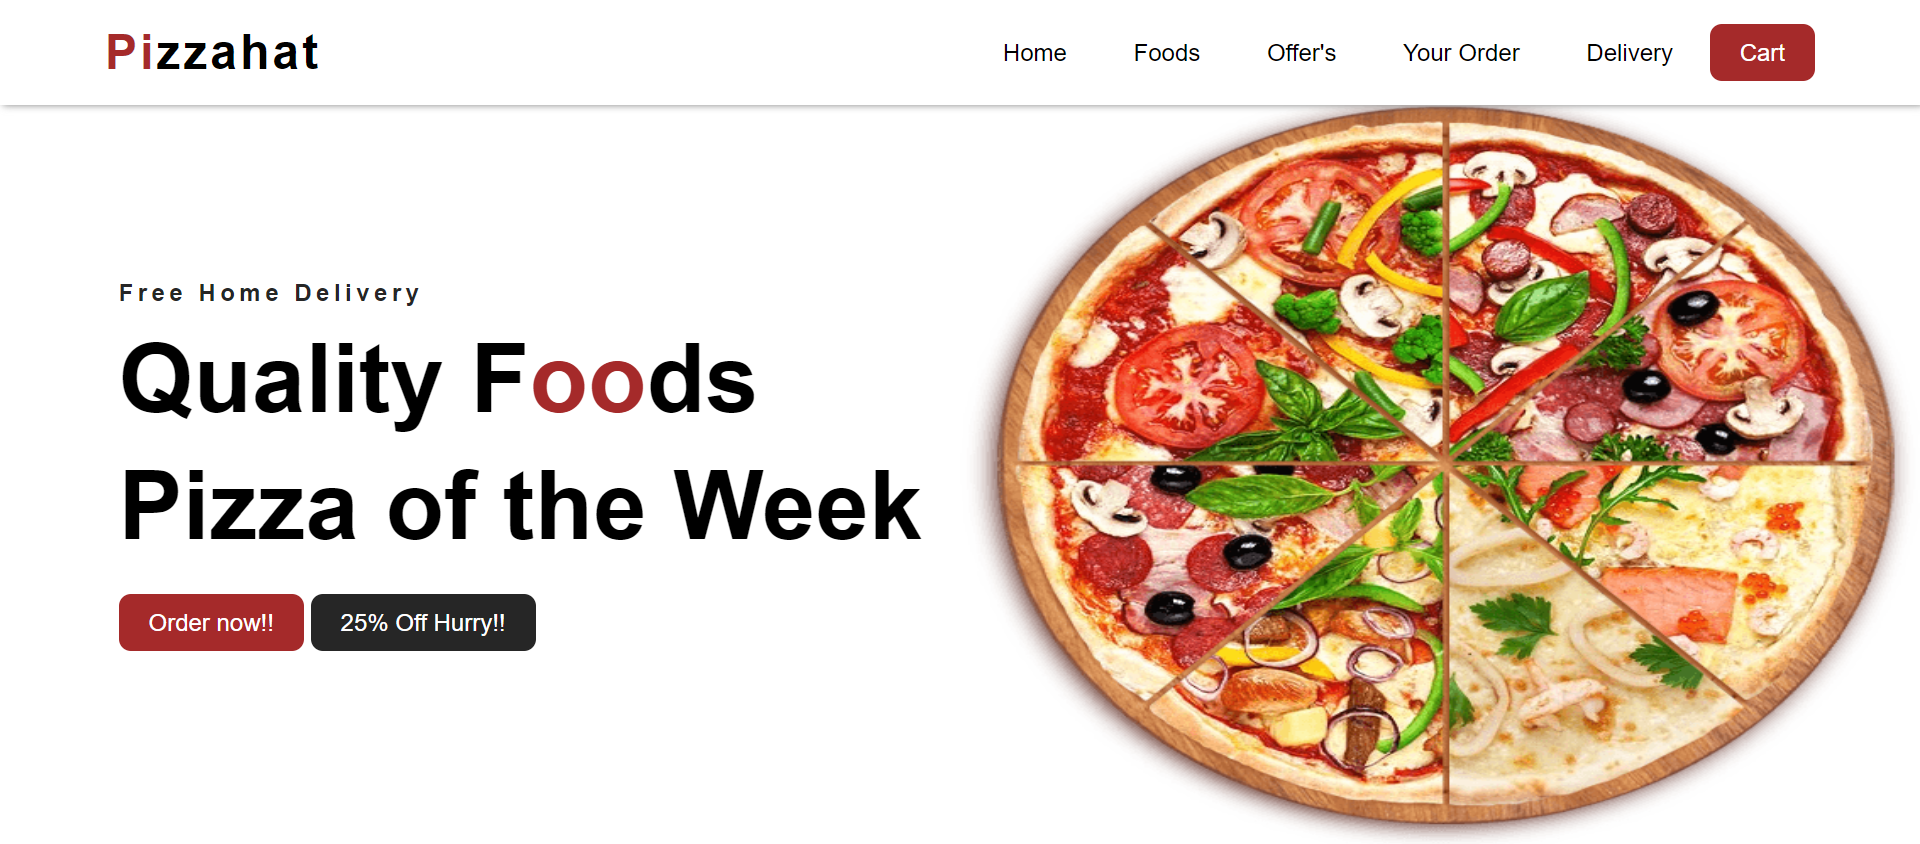 Pizzahat
Home Foods Offer's Your Order Delivery Cart
Free Home Delivery
Quality Foods
Pizza of the Week
Order now!! 25% Off Hurry!!